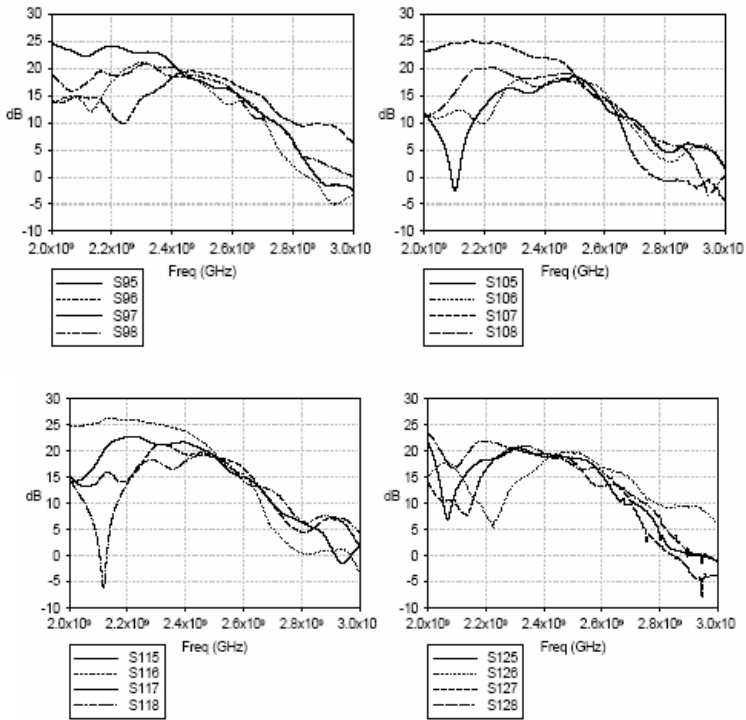 30
25
20
15
10
5
0
-5
-10
dB
2.0x10⁹ 2.2x10⁹ 2.4x10⁹ 2.6x10⁹ 2.8x10⁹ 3.0x10
Freq (GHz)
S95
S96
S97
S98
30
25
20
15
10
5
0
-5
-10
dB
2.0x10⁹ 2.2x10⁹ 2.4x10⁹ 2.6x10⁹ 2.8x10⁹ 3.0x10
Freq (GHz)
S105
S106
S107
S108
30
25
20
15
10
5
0
-5
-10
dB
2.0x10⁹ 2.2x10⁹ 2.4x10⁹ 2.6x10⁹ 2.8x10⁹ 3.0x10
Freq (GHz)
S115
S116
S117
S118
30
25
20
15
10
5
0
-5
-10
dB
2.0x10⁹ 2.2x10⁹ 2.4x10⁹ 2.6x10⁹ 2.8x10⁹ 3.0x10
Freq (GHz)
S125
S126
S127
S128